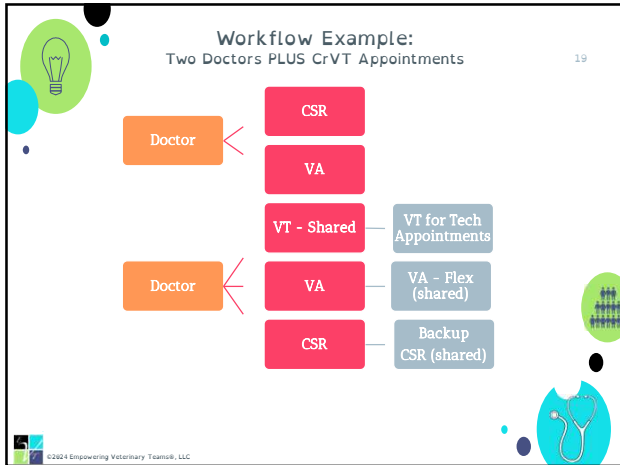 Workflow Example:
Two Doctors PLUS CrVT Appointments
19
CSR
Doctor
VA
VT - Shared
VT for Tech
Appointments
Doctor
VA
VA - Flex
(shared)
CSR
Backup
CSR (shared)
©2024 Empowering Veterinary Teams®, LLC